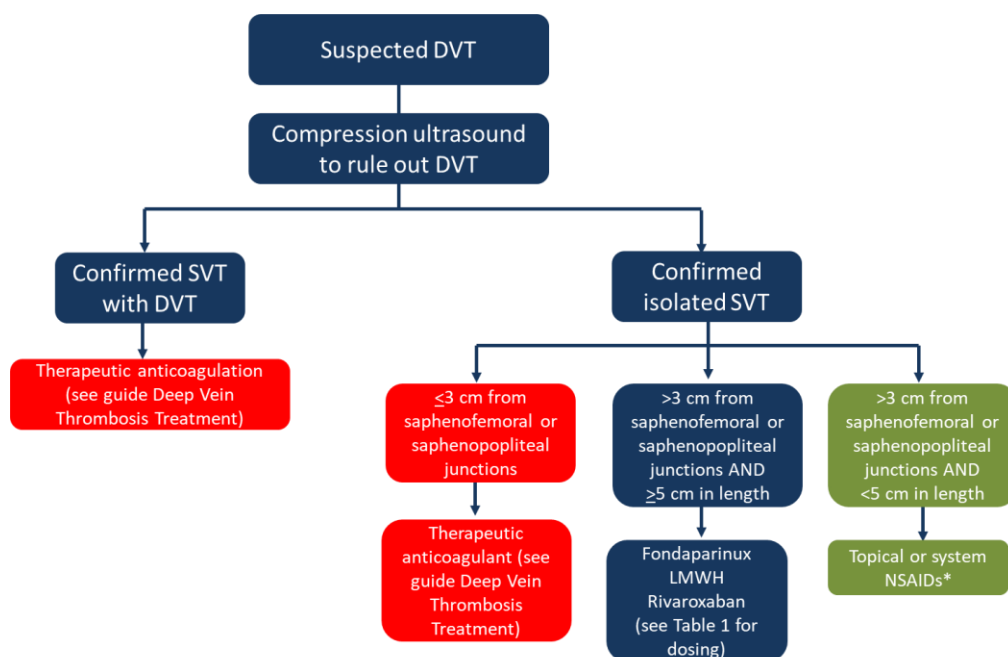 Suspected DVT
Compression ultrasound
to rule out DVT
Confirmed SVT
with DVT
Therapeutic anticoagulation
(see guide Deep Vein
Thrombosis Treatment)
Confirmed
isolated SVT
≤3 cm from
saphenofemoral or
saphenopopliteal
junctions
Therapeutic
anticoagulant (see
guide Deep Vein
Thrombosis
Treatment)
>3 cm from
saphenofemoral or
saphenopopliteal
junctions AND
≥5 cm in length
Fondaparinux
LMWH
Rivaroxaban
(see Table 1 for
dosing)
>3 cm from
saphenofemoral or
saphenopopliteal
junctions AND
<5 cm in length
Topical or system
NSAIDs*